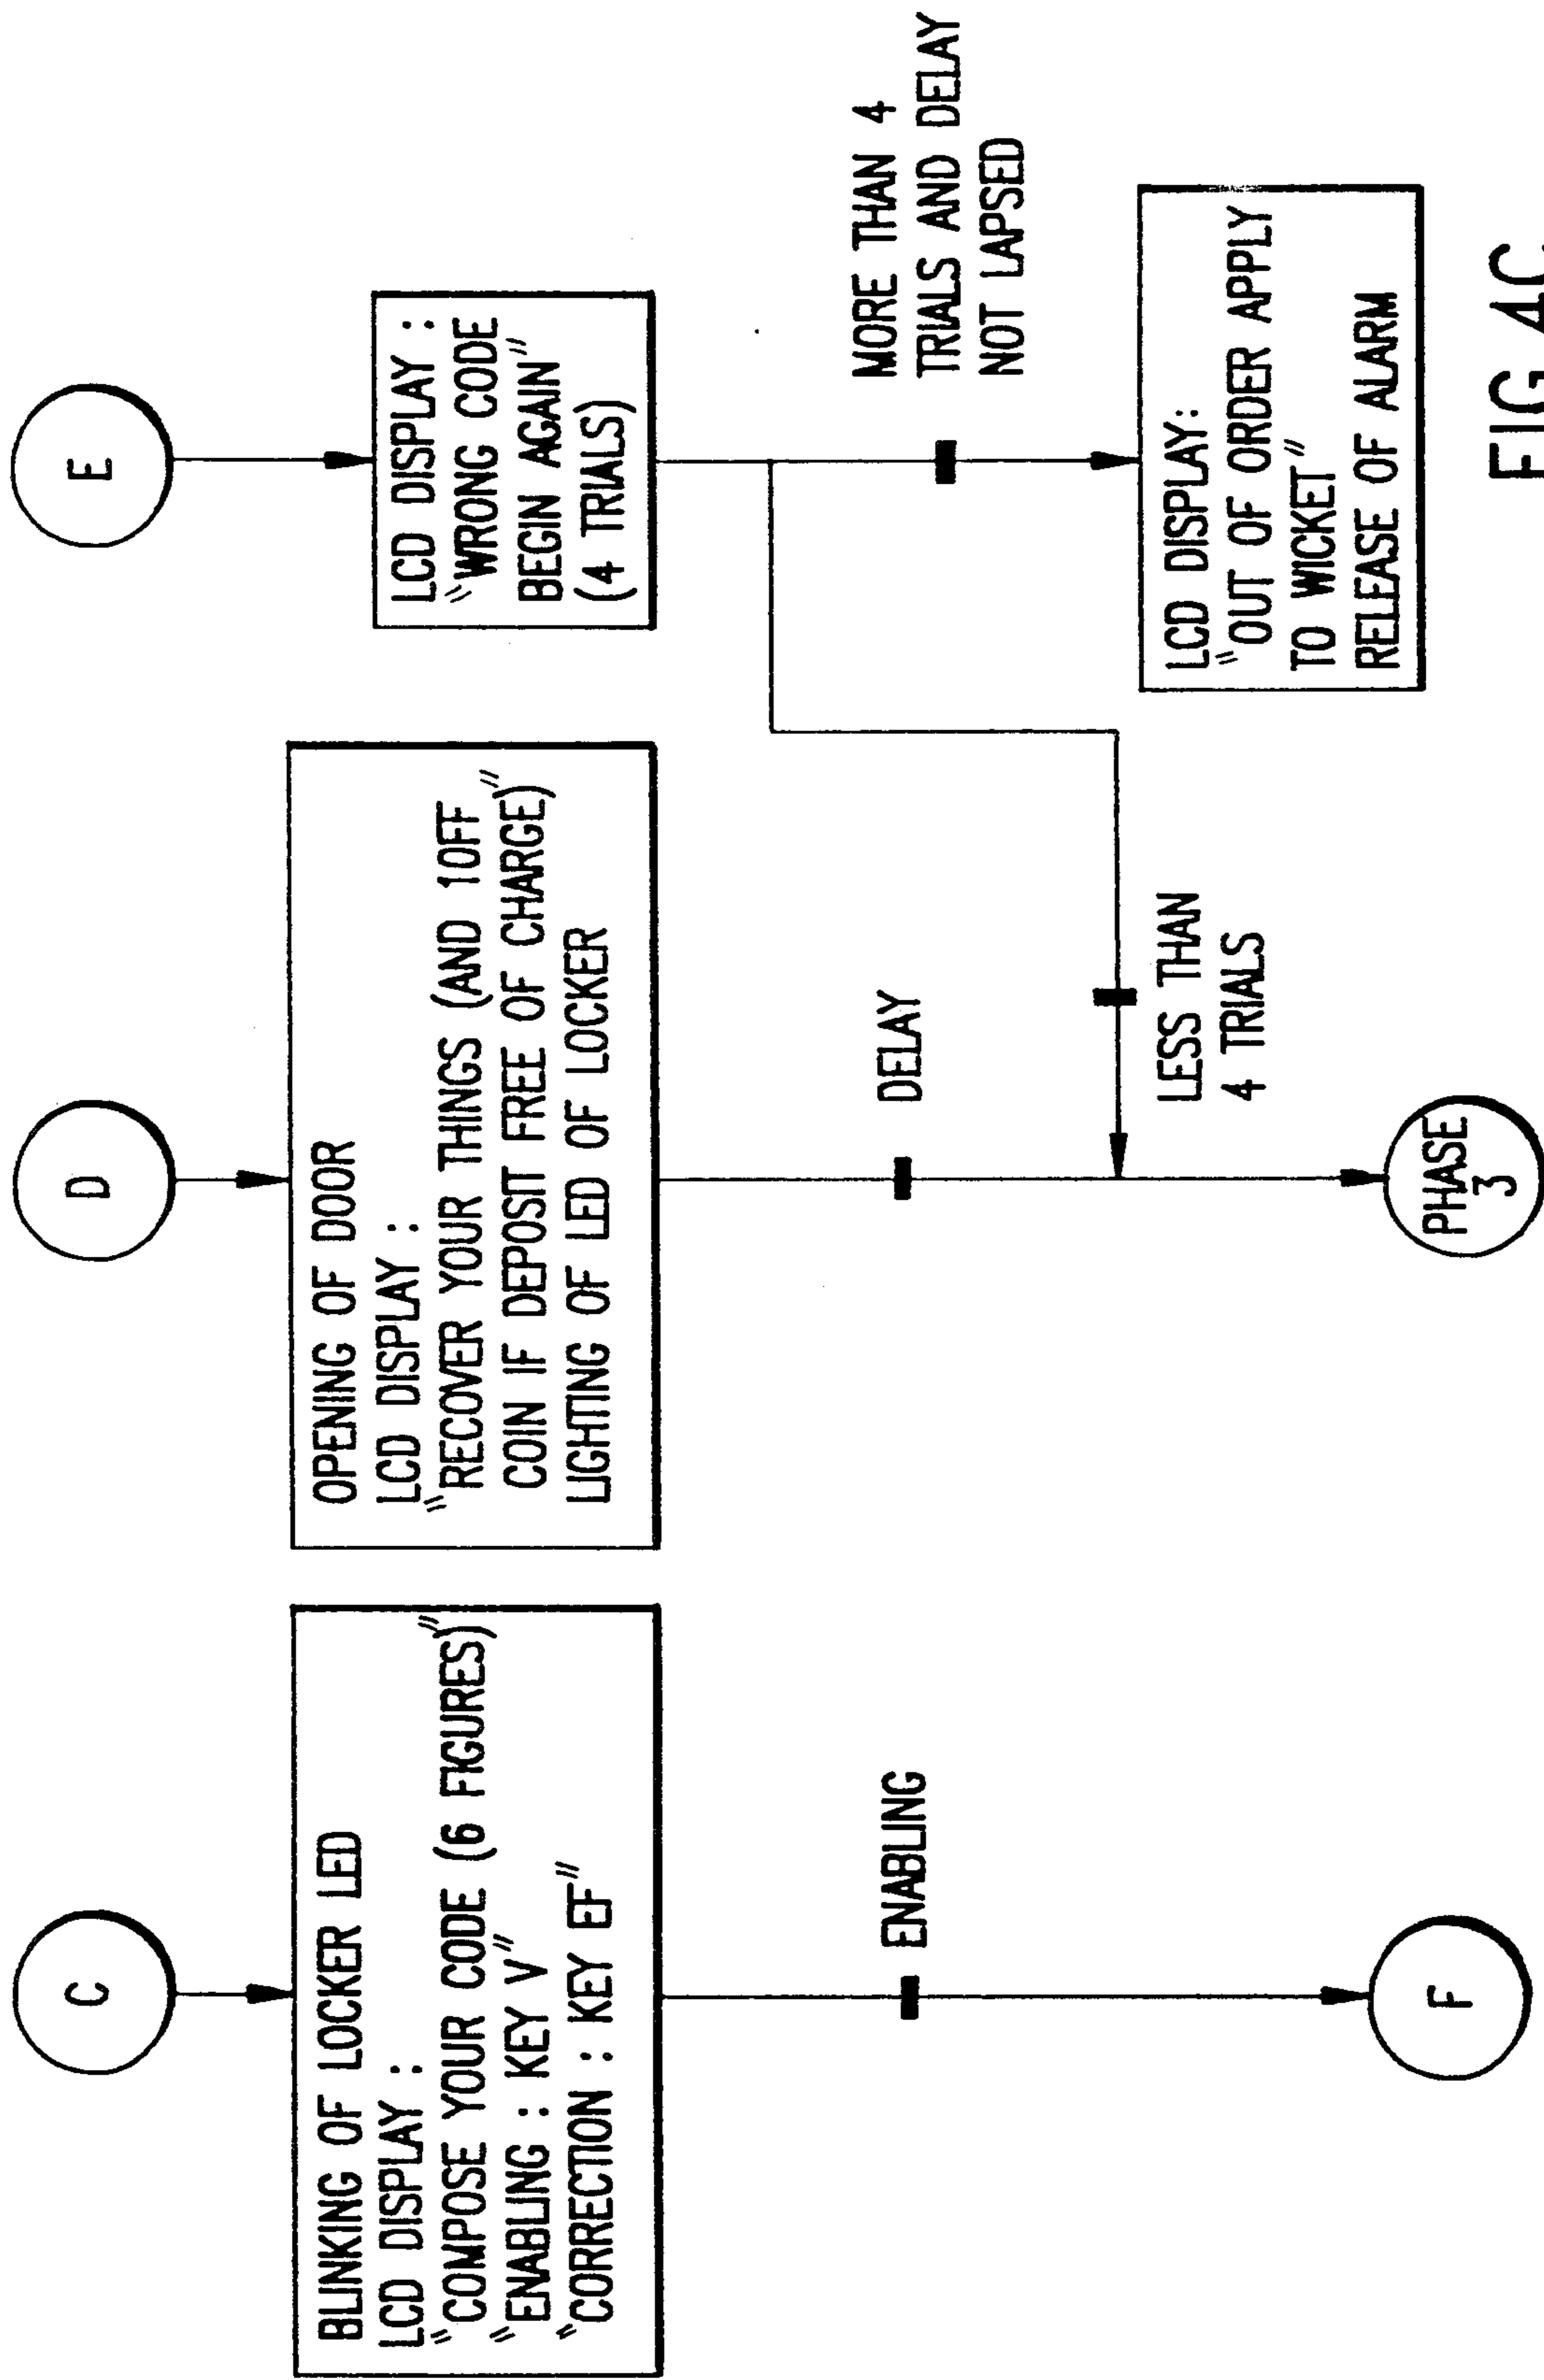 C
BLINKING OF LOCKER LED
LCD DISPLAY :
"COMPOSE YOUR CODE (6 FIGURES)"
"ENABLING : KEY V"
"CORRECTION : KEY EF"
ENABLING
F
D
OPENING OF DOOR
LCD DISPLAY :
"RECOVER YOUR THINGS (AND 10FF
COIN IF DEPOSIT FREE OF CHARGE)"
LIGHTING OF LED OF LOCKER
DELAY
LESS THAN
4 TRIALS
PHASE
3
E
LCD DISPLAY :
"WRONG CODE
BEGIN AGAIN"
(4 TRIALS)
MORE THAN 4
TRIALS AND DELAY
NOT LAPSED
LCD DISPLAY:
"OUT OF ORDER APPLY
TO WICKET"
RELEASE OF ALARM
FIG. 4C